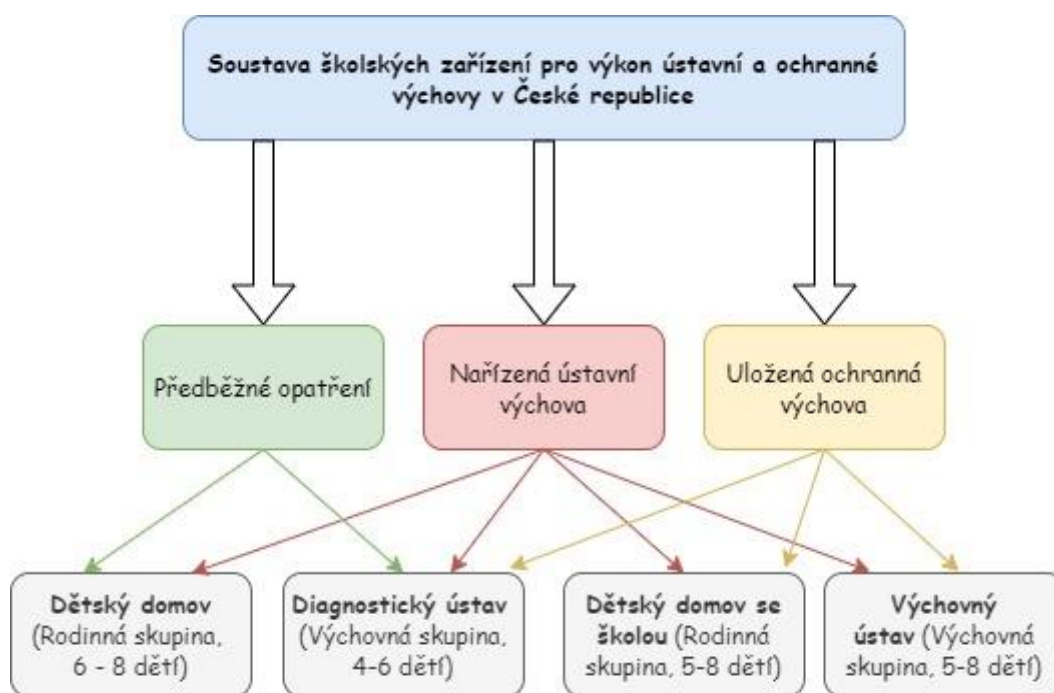 Soustava školských zařízení pro výkon ústavní a ochranné
výchovy v České republice
Předběžné opatření
Nařízená ústavní
výchova
Uložená ochranná
výchova
Dětský domov
(Rodinná skupina,
6 - 8 dětí)
Diagnostický ústav
(Výchovná skupina,
4-6 dětí)
Dětský domov se
školou (Rodinná
skupina, 5-8 dětí)
Výchovný
ústav (Výchovná
skupina, 5-8 dětí)